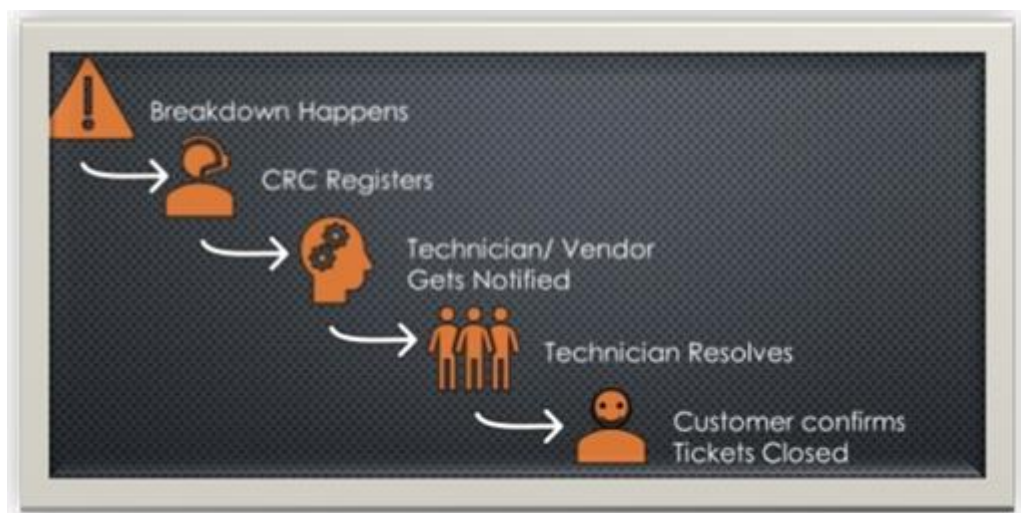 Breakdown Happens
CRC Registers
Technician/ Vendor
Gets Notified
Technician Resolves
Customer confirms
Tickets Closed